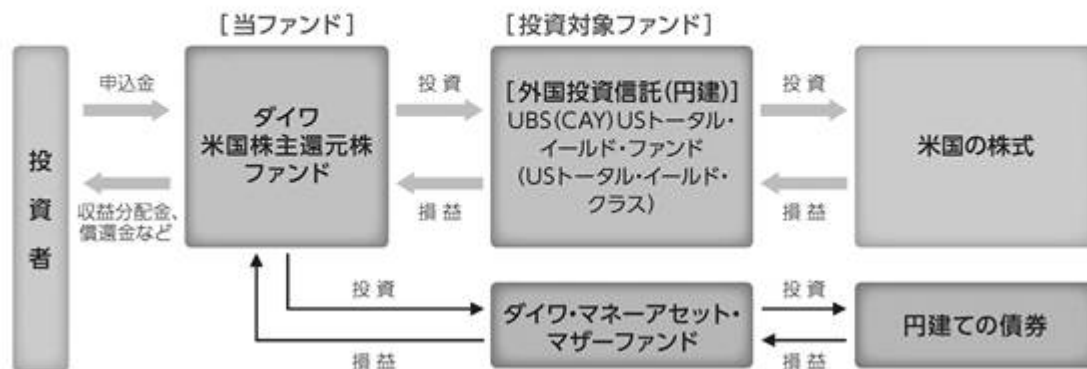 [当ファンド]
[投資対象ファンド]
投資者
申込金
収益分配金、
償還金など
ダイワ
米国株主還元株
ファンド
投資
損益
[外国投資信託(円建)]
UBS(CAY)USトータル・
イールド・ファンド
(USトータル・イールド・
クラス)
投資
損益
米国の株式
投資
損益
ダイワ・マネーアセット・
マザーファンド
投資
損益
円建ての債券